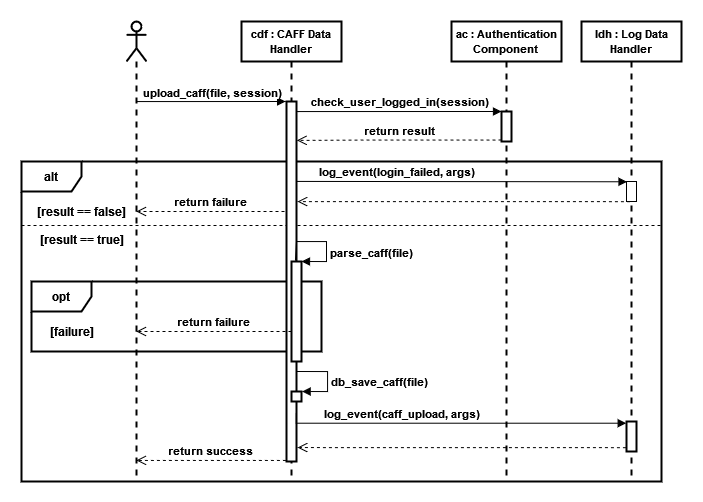 cdf : CAFF Data
Handler
ac : Authentication
Component
ldh : Log Data
Handler
upload_caff(file, session)
check_user_logged_in(session)
return result
alt
log_event(login_failed, args)
return failure
[result == false]
[result == true]
parse_caff(file)
opt
return failure
[failure]
db_save_caff(file)
log_event(caff_upload, args)
return success